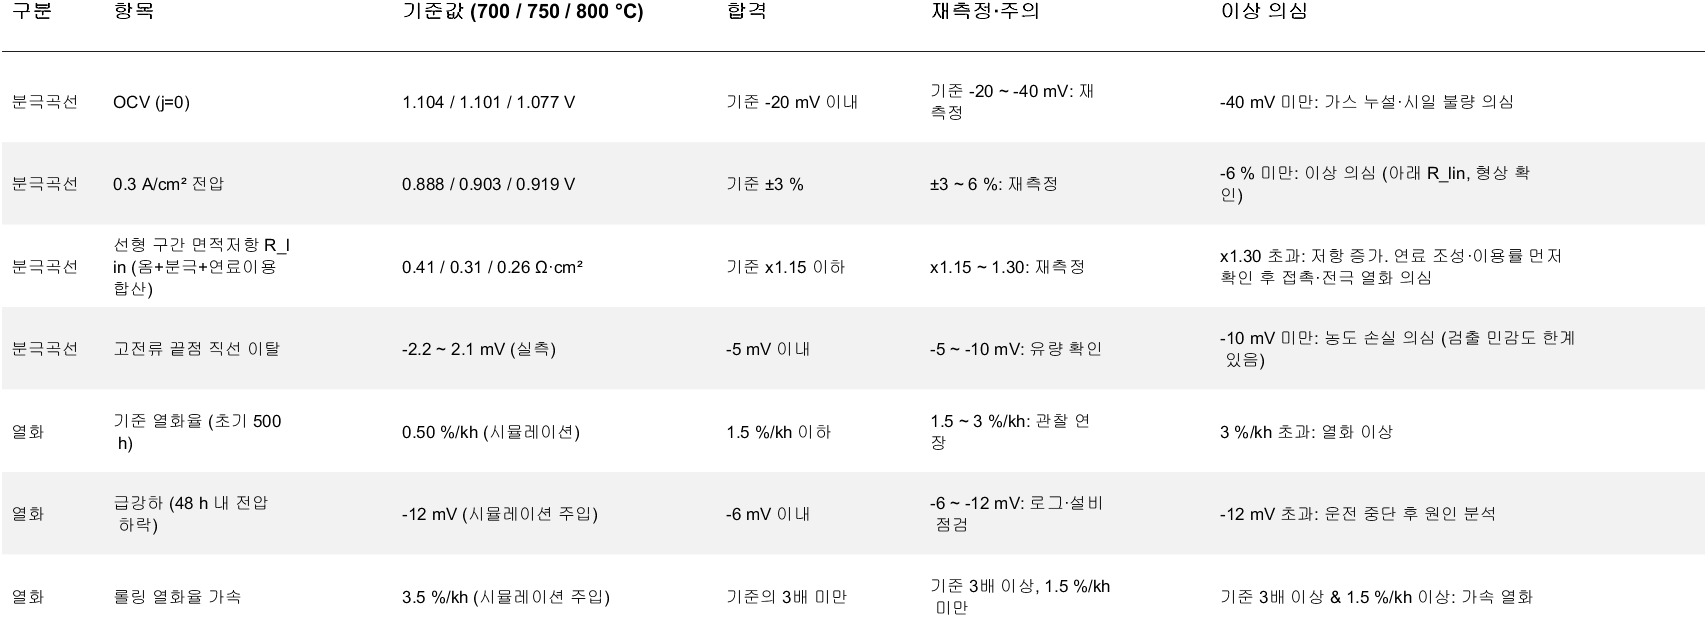 구분 항목 기준값 (700 / 750 / 800 °C) 합격 재측정·주의 이상 의심
분극곡선 OCV (j=0) 1.104 / 1.101 / 1.077 V 기준 -20 mV 이내 기준 -20 ~ -40 mV: 재
측정 -40 mV 미만: 가스 누설·시일 불량 의심
분극곡선 0.3 A/cm² 전압 0.888 / 0.903 / 0.919 V 기준 ±3 % ±3 ~ 6 %: 재측정 -6 % 미만: 이상 의심 (아래 R_lin, 형상 확
인)
분극곡선 선형 구간 면적저항 R_l
in (옴+분극+연료이용
합산) 0.41 / 0.31 / 0.26 Ω·cm² 기준 x1.15 이하 x1.15 ~ 1.30: 재측정 x1.30 초과: 저항 증가. 연료 조성·이용률 먼저
확인 후 접촉·전극 열화 의심
분극곡선 고전류 끝점 직선 이탈 -2.2 ~ 2.1 mV (실측) -5 mV 이내 -5 ~ -10 mV: 유량 확인 -10 mV 미만: 농도 손실 의심 (검출 민감도 한계
있음)
열화 기준 열화율 (초기 500
h) 0.50 %/kh (시뮬레이션) 1.5 %/kh 이하 1.5 ~ 3 %/kh: 관찰 연
장 3 %/kh 초과: 열화 이상
열화 급강하 (48 h 내 전압
하락) -12 mV (시뮬레이션 주입) -6 mV 이내 -6 ~ -12 mV: 로그·설비
점검 -12 mV 초과: 운전 중단 후 원인 분석
열화 롤링 열화율 가속 3.5 %/kh (시뮬레이션 주입) 기준의 3배 미만 기준 3배 이상, 1.5 %/kh
미만 기준 3배 이상 & 1.5 %/kh 이상: 가속 열화